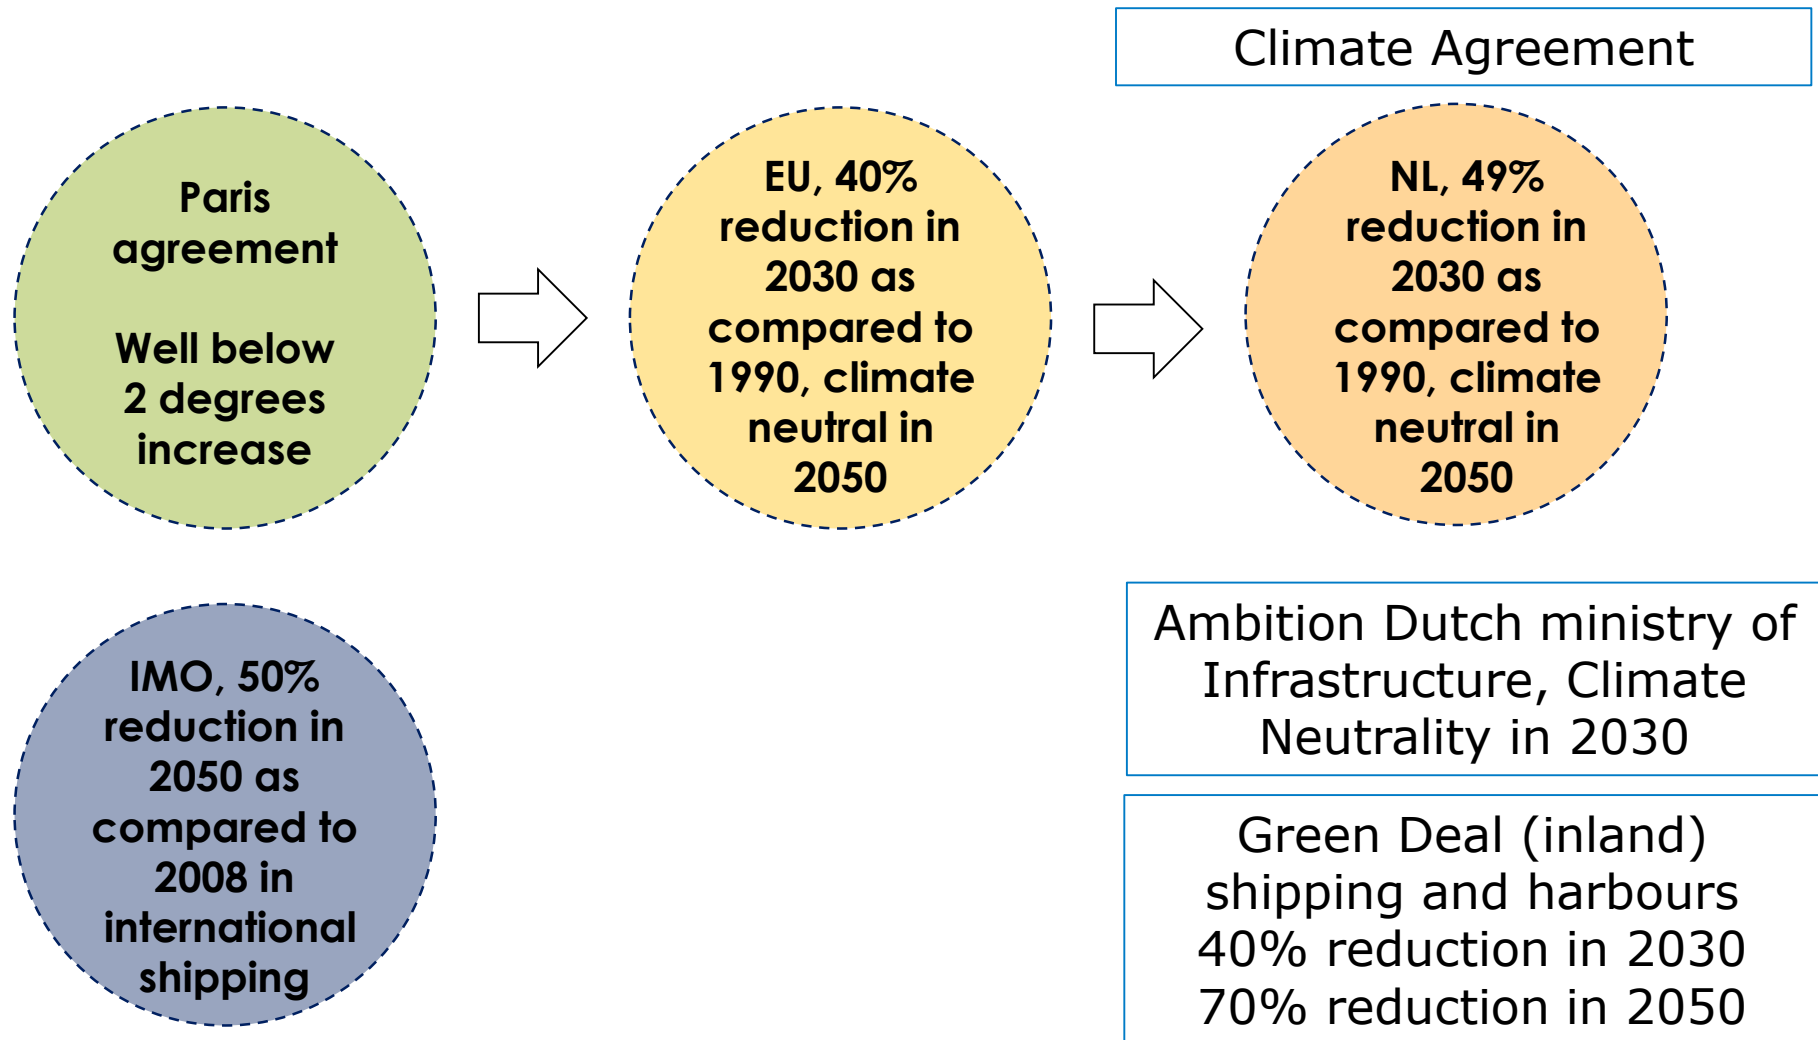 Climate Agreement
Paris
agreement
Well below
2 degrees
increase
EU, 40%
reduction in
2030 as
compared to
1990, climate
neutral in
2050
NL, 49%
reduction in
2030 as
compared to
1990, climate
neutral in
2050
IMO, 50%
reduction in
2050 as
compared to
2008 in
international
shipping
Ambition Dutch ministry of
Infrastructure, Climate
Neutrality in 2030
Green Deal (inland)
shipping and harbours
40% reduction in 2030
70% reduction in 2050